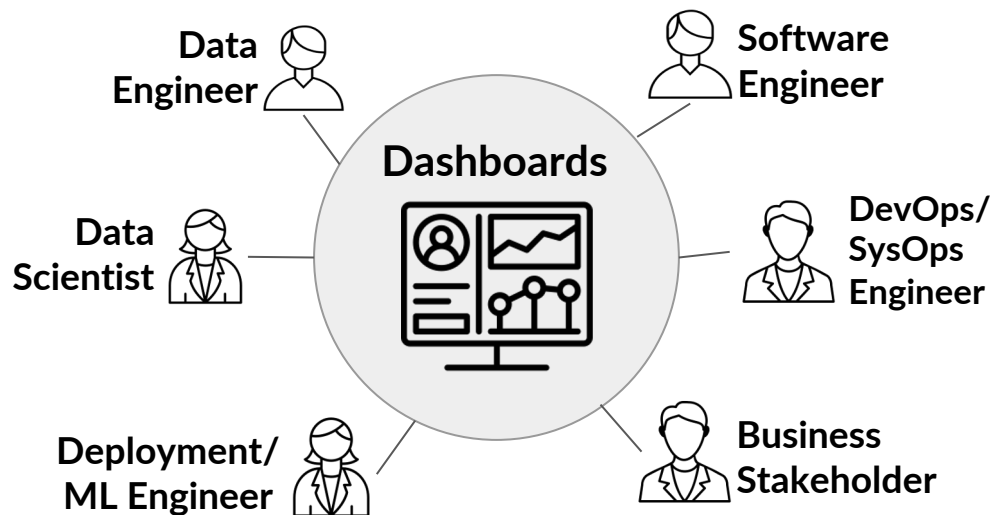 Data
Engineer
Software
Engineer
Dashboards
Data
Scientist
DevOps/
SysOps
Engineer
Deployment/
ML Engineer
Business
Stakeholder